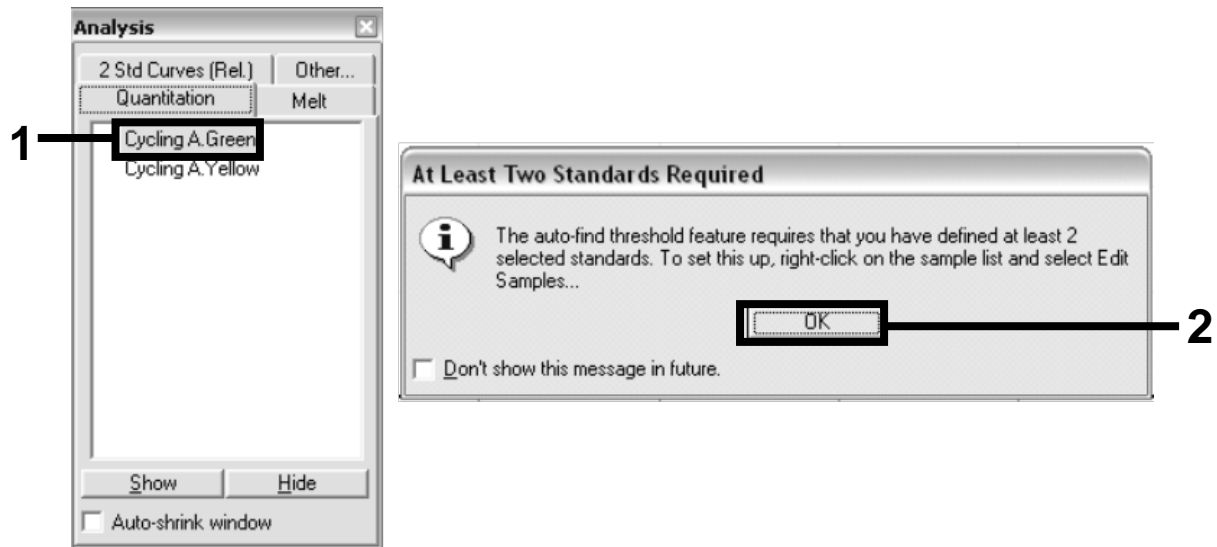 Analysis
2 Std Curves (Rel.) Other...
Quantitation Melt
1
Cycling A.Green
Cycling A.Yellow
Show Hide
Auto-shrink window
At Least Two Standards Required
The auto-find threshold feature requires that you have defined at least 2
selected standards. To set this up, right-click on the sample list and select Edit
Samples...
OK
2
Don't show this message in future.